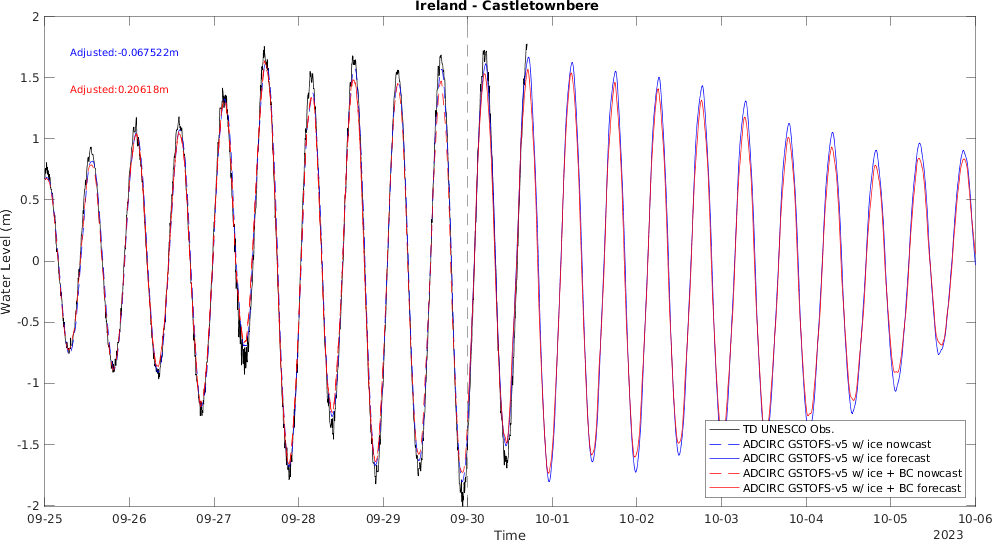 Ireland - Castletownbere
Adjusted:-0.067522m
Adjusted:0.20618m
2
1.5
1
0.5
0
-0.5
-1
-1.5
-2
Water Level (m)
TD UNESCO Obs.
ADCIRC GSTOFS-v5 w/ ice nowcast
ADCIRC GSTOFS-v5 w/ ice forecast
ADCIRC GSTOFS-v5 w/ ice + BC nowcast
ADCIRC GSTOFS-v5 w/ ice + BC forecast
09-25 09-26 09-27 09-28 09-29 09-30 10-01 10-02 10-03 10-04 10-05 10-06
Time
2023